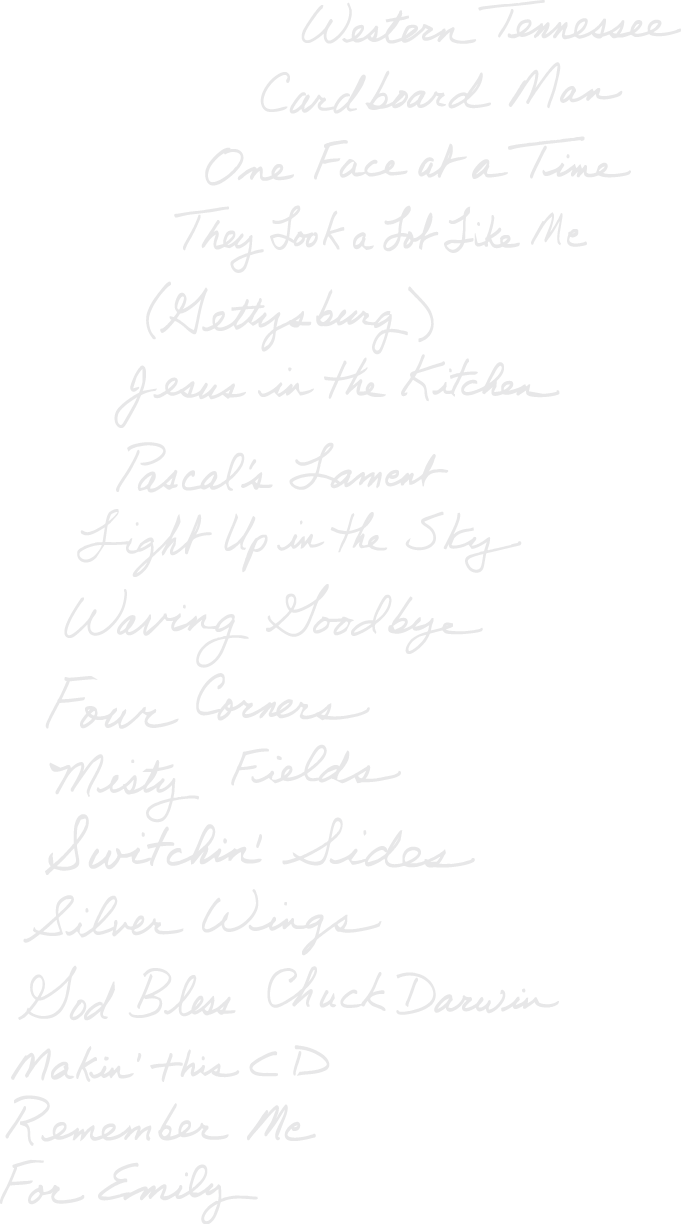 Western Tennessee
Cardboard Man
One Face at a Time
They Look a Lot Like Me
(Gettysburg)
Jesus in the Kitchen
Pascal's Lament
Light Up in the Sky
Waving Goodbye
Four Corners
Misty Fields
Switchin' Sides
Silver Wings
God Bless Chuck Darwin
Makin' this CD
Remember Me
For Emily